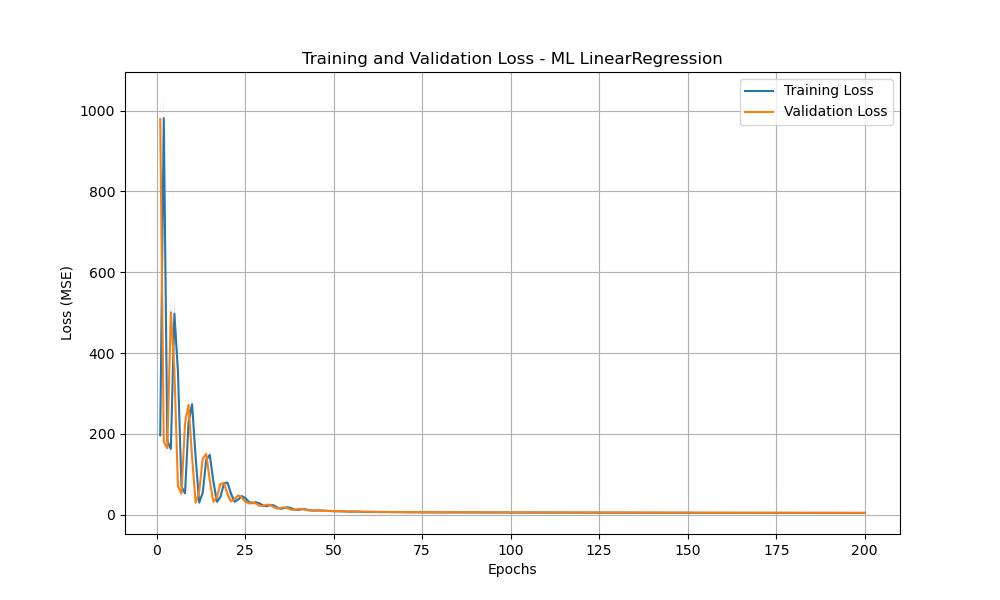 Training and Validation Loss - ML LinearRegression
Training Loss
Validation Loss
1000
800
600
400
200
0
Loss (MSE)
0 25 50 75 100 125 150 175 200
Epochs